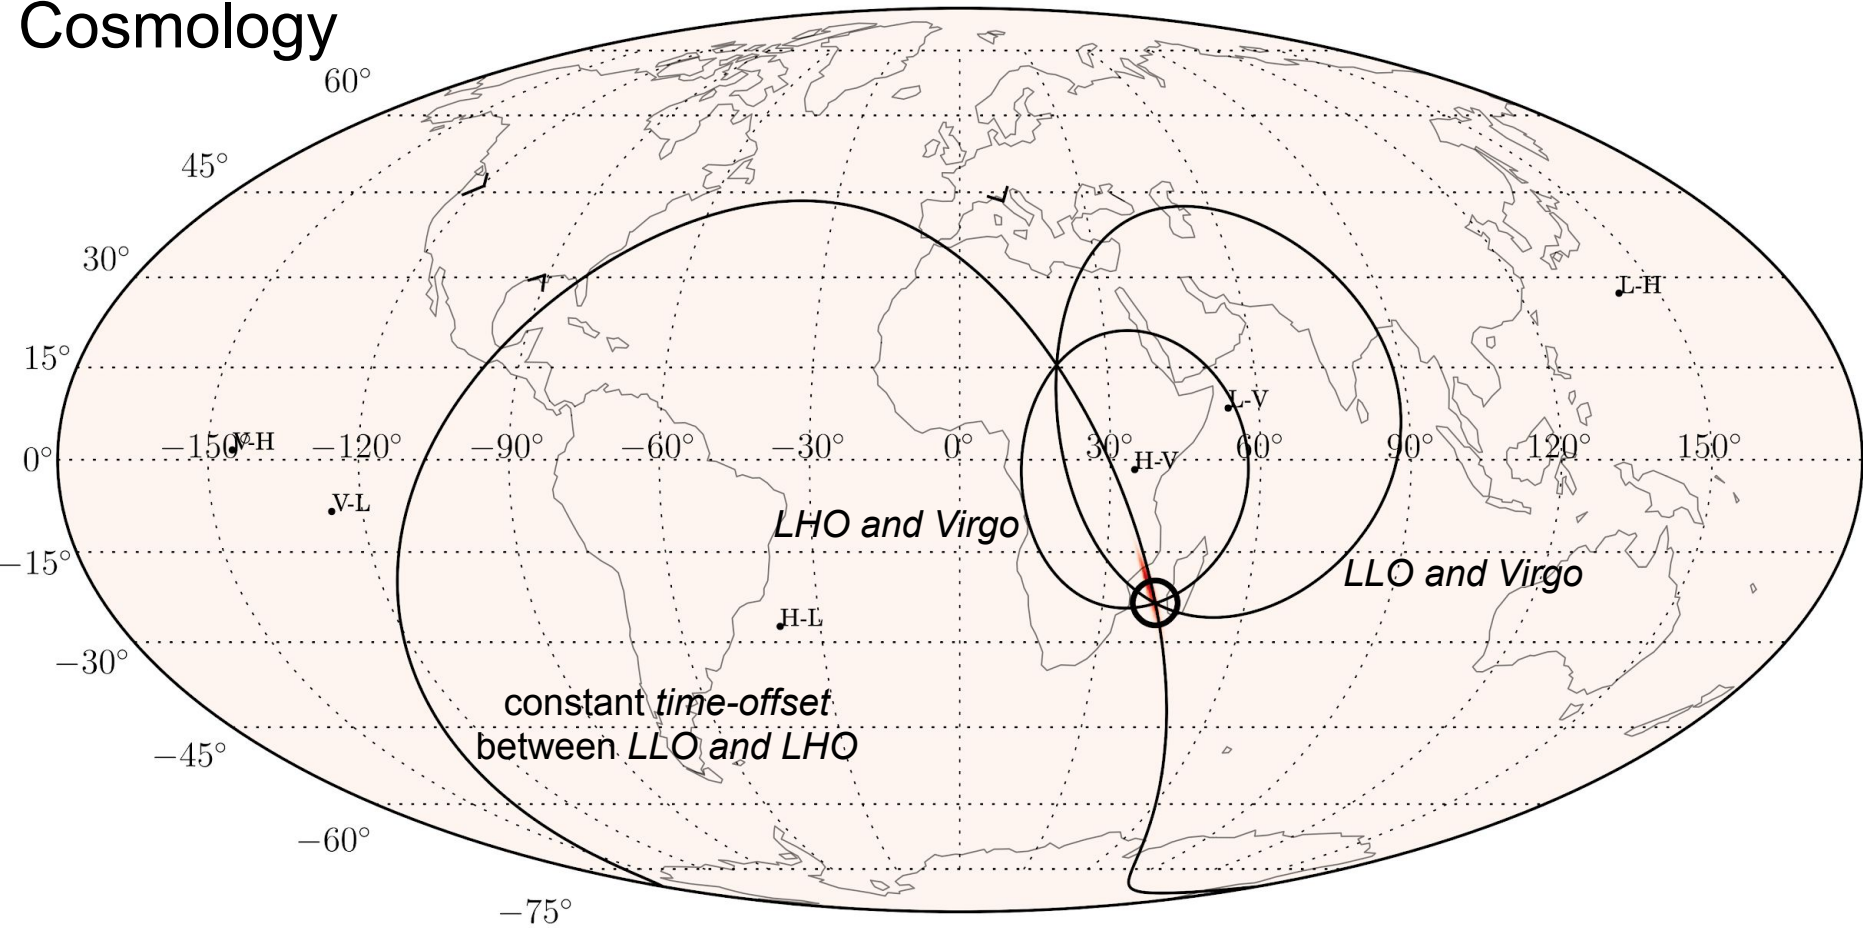 Cosmology
60°
45°
30°
L-H
15°
L-V
−150° V-H −120° −90° −60° −30° 0° 30° 60° 90° 120° 150°
0°
H-V
V-L
LHO and Virgo
−15°
LLO and Virgo
H-L
−30°
constant time-offset
between LLO and LHO
−45°
−60°
−75°